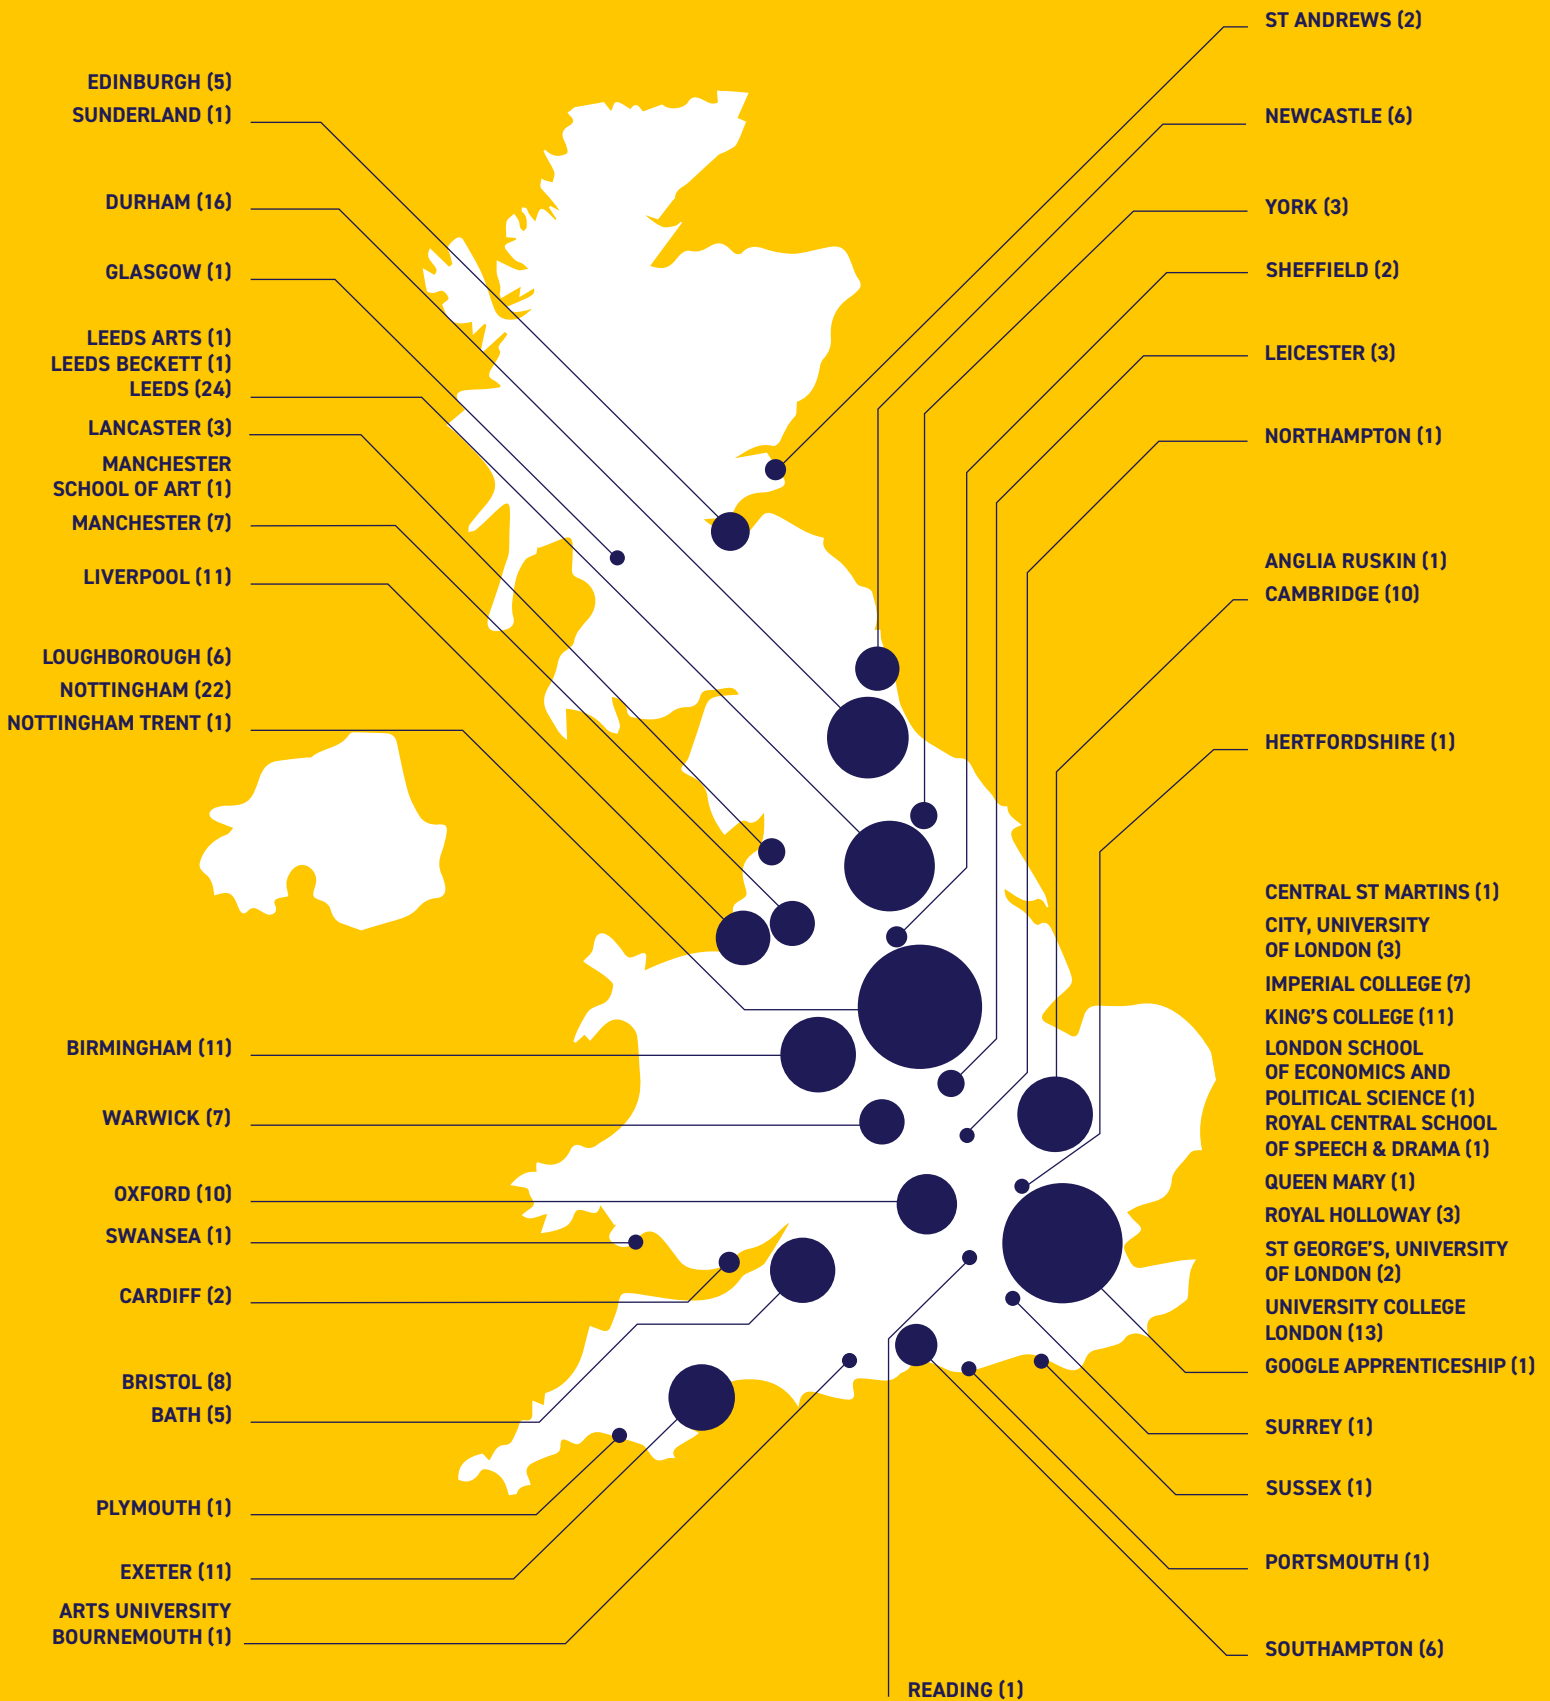 EDINBURGH (5)
SUNDERLAND (1)
DURHAM (16)
GLASGOW (1)
LEEDS ARTS (1)
LEEDS BECKETT (1)
LEEDS (24)
LANCASTER (3)
MANCHESTER
SCHOOL OF ART (1)
MANCHESTER (7)
LIVERPOOL (11)
LOUGHBOROUGH (6)
NOTTINGHAM (22)
NOTTINGHAM TRENT (1)
BIRMINGHAM (11)
WARWICK (7)
OXFORD (10)
SWANSEA (1)
CARDIFF (2)
BRISTOL (8)
BATH (5)
PLYMOUTH (1)
EXETER (11)
ARTS UNIVERSITY
BOURNEMOUTH (1)
ST ANDREWS (2)
NEWCASTLE (6)
YORK (3)
SHEFFIELD (2)
LEICESTER (3)
NORTHAMPTON (1)
ANGLIA RUSKIN (1)
CAMBRIDGE (10)
HERTFORDSHIRE (1)
CENTRAL ST MARTINS (1)
CITY, UNIVERSITY
OF LONDON (3)
IMPERIAL COLLEGE (7)
KING'S COLLEGE (11)
LONDON SCHOOL
OF ECONOMICS AND
POLITICAL SCIENCE (1)
ROYAL CENTRAL SCHOOL
OF SPEECH & DRAMA (1)
QUEEN MARY (1)
ROYAL HOLLOWAY (3)
ST GEORGE'S, UNIVERSITY
OF LONDON (2)
UNIVERSITY COLLEGE
LONDON (13)
GOOGLE APPRENTICESHIP (1)
SURREY (1)
SUSSEX (1)
PORTSMOUTH (1)
SOUTHAMPTON (6)
READING (1)